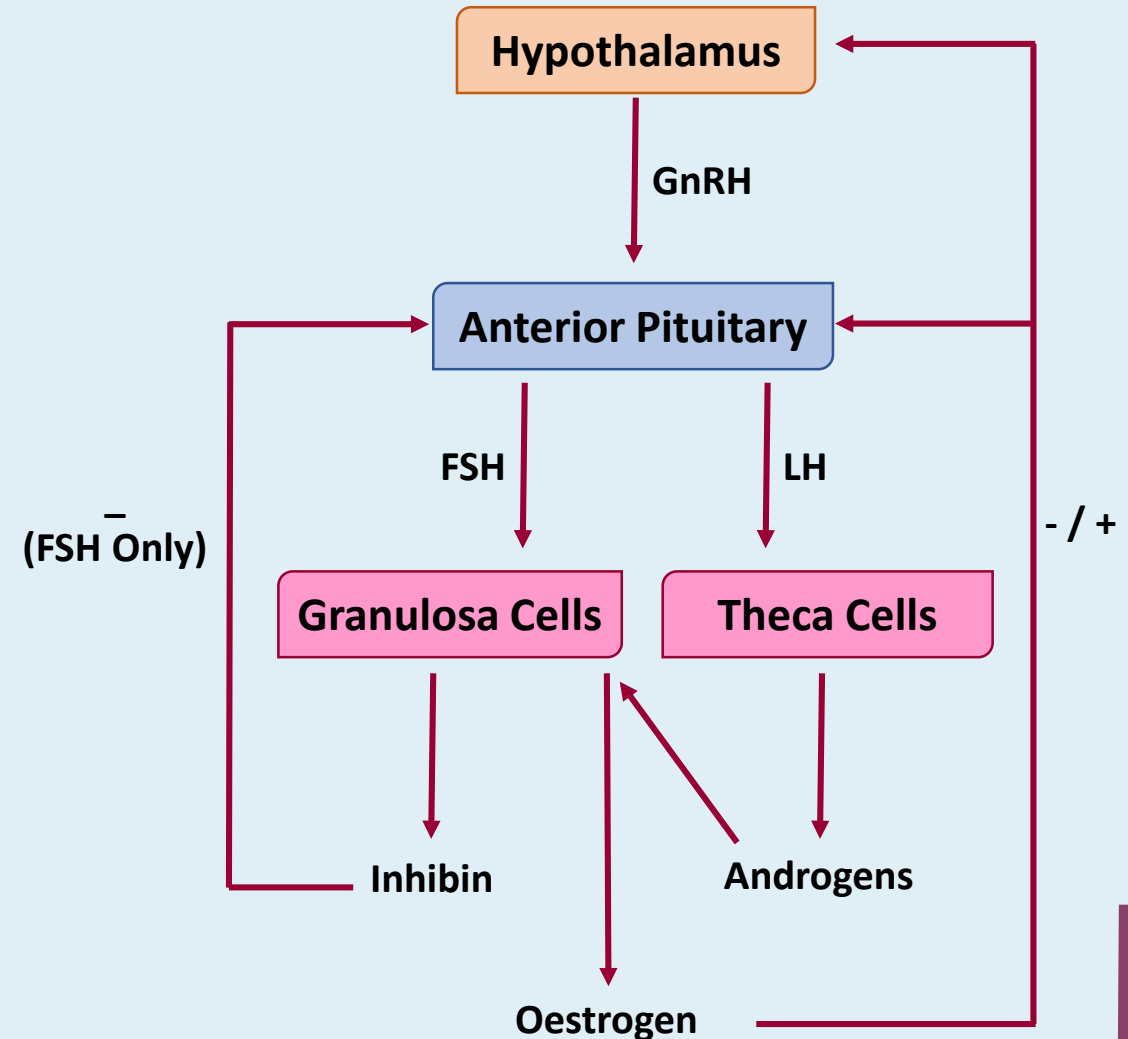 Hypothalamus
GnRH
Anterior Pituitary
FSH
LH
–
(FSH Only)
- / +
Granulosa Cells
Theca Cells
Inhibin
Androgens
Oestrogen